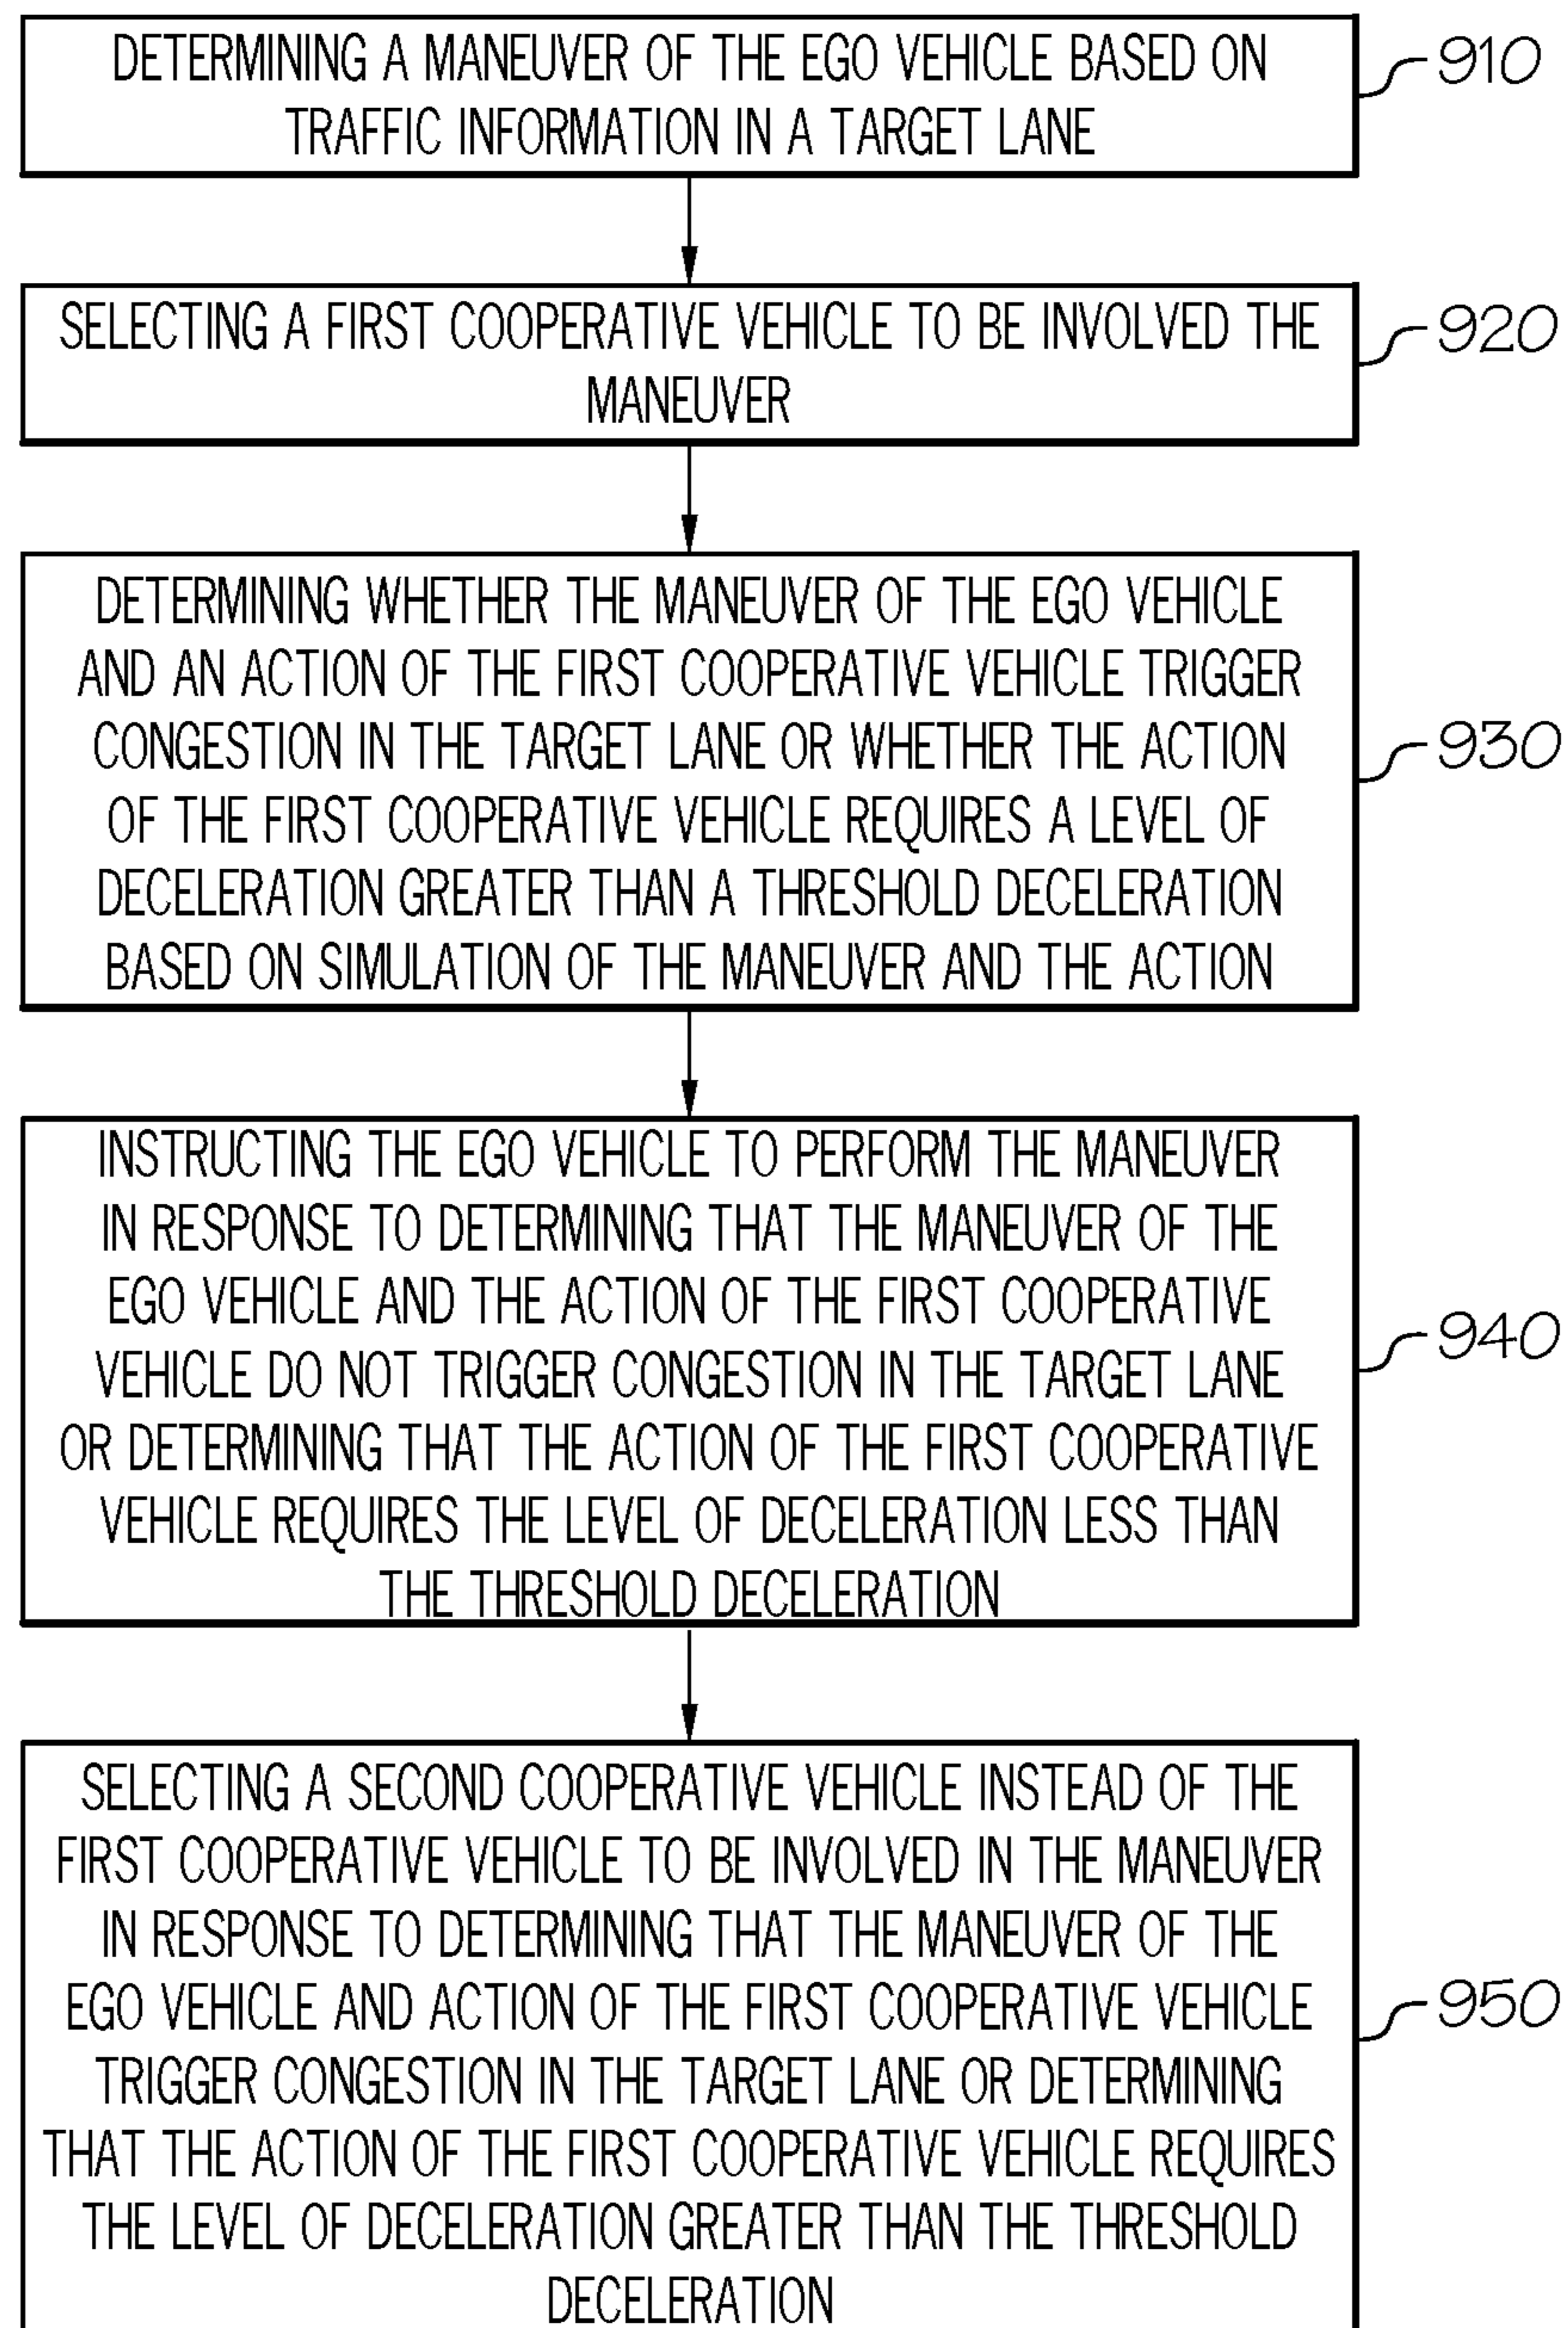 DETERMINING A MANEUVER OF THE EGO VEHICLE BASED ON
TRAFFIC INFORMATION IN A TARGET LANE
910
SELECTING A FIRST COOPERATIVE VEHICLE TO BE INVOLVED THE
MANEUVER
920
DETERMINING WHETHER THE MANEUVER OF THE EGO VEHICLE
AND AN ACTION OF THE FIRST COOPERATIVE VEHICLE TRIGGER
CONGESTION IN THE TARGET LANE OR WHETHER THE ACTION
OF THE FIRST COOPERATIVE VEHICLE REQUIRES A LEVEL OF
DECELERATION GREATER THAN A THRESHOLD DECELERATION
BASED ON SIMULATION OF THE MANEUVER AND THE ACTION
930
INSTRUCTING THE EGO VEHICLE TO PERFORM THE MANEUVER
IN RESPONSE TO DETERMINING THAT THE MANEUVER OF THE
EGO VEHICLE AND THE ACTION OF THE FIRST COOPERATIVE
VEHICLE DO NOT TRIGGER CONGESTION IN THE TARGET LANE
OR DETERMINING THAT THE ACTION OF THE FIRST COOPERATIVE
VEHICLE REQUIRES THE LEVEL OF DECELERATION LESS THAN
THE THRESHOLD DECELERATION
940
SELECTING A SECOND COOPERATIVE VEHICLE INSTEAD OF THE
FIRST COOPERATIVE VEHICLE TO BE INVOLVED IN THE MANEUVER
IN RESPONSE TO DETERMINING THAT THE MANEUVER OF THE
EGO VEHICLE AND ACTION OF THE FIRST COOPERATIVE VEHICLE
TRIGGER CONGESTION IN THE TARGET LANE OR DETERMINING
THAT THE ACTION OF THE FIRST COOPERATIVE VEHICLE REQUIRES
THE LEVEL OF DECELERATION GREATER THAN THE THRESHOLD
DECELERATION
950